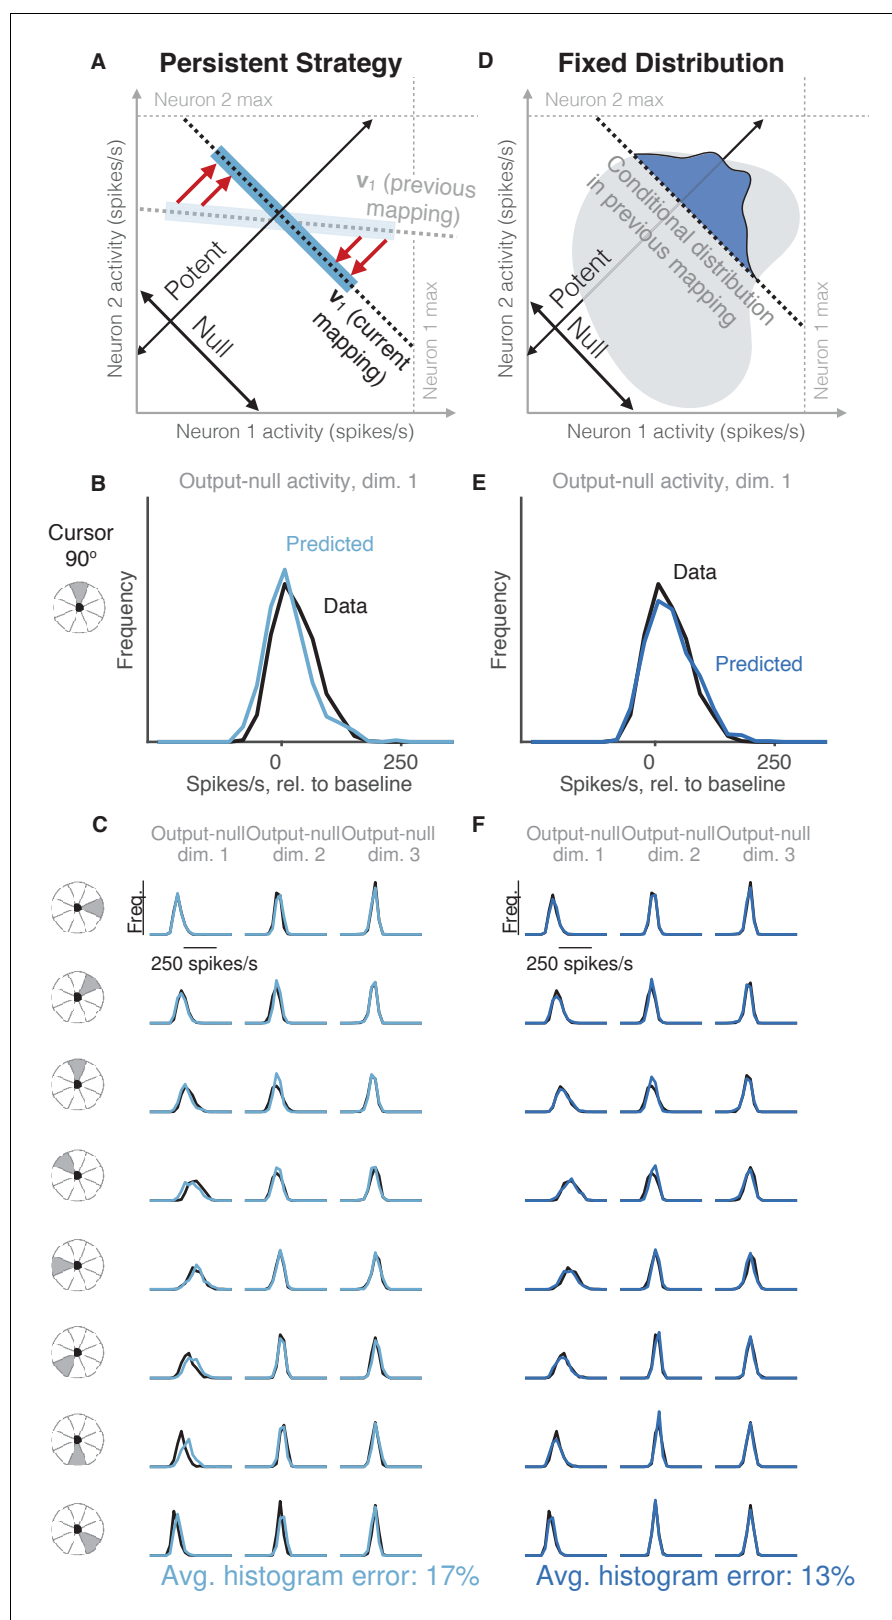 A Persistent Strategy
Neuron 2 max
Neuron 2 activity (spikes/s)
v1 (previous
mapping)
Potent
Null
v1 (current
mapping)
Neuron 1 max
Neuron 1 activity (spikes/s)
D Fixed Distribution
Neuron 2 max
Neuron 2 activity (spikes/s)
Conditional distribution
in previous mapping
Potent
Null
Neuron 1 max
Neuron 1 activity (spikes/s)
B Output-null activity, dim. 1
Cursor
90º
Predicted
Data
Frequency
0 250
Spikes/s, rel. to baseline
E Output-null activity, dim. 1
Data
Predicted
Frequency
0 250
Spikes/s, rel. to baseline
C
Output-null Output-null Output-null
dim. 1 dim. 2 dim. 3
Freq.
250 spikes/s
Avg. histogram error: 17%
F
Output-null Output-null Output-null
dim. 1 dim. 2 dim. 3
Freq.
250 spikes/s
Avg. histogram error: 13%